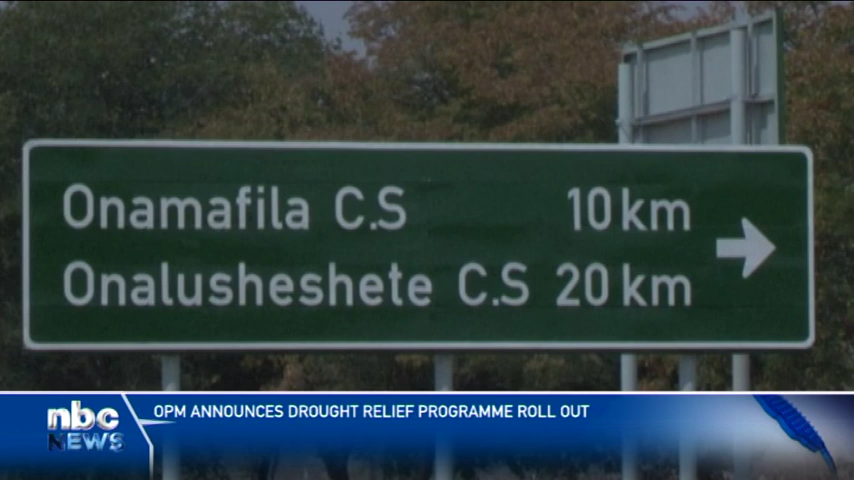 Onamafila C.S 10 km
Onalusheshete C.S 20 km
nbc NEWS
OPM ANNOUNCES DROUGHT RELIEF PROGRAMME ROLL OUT